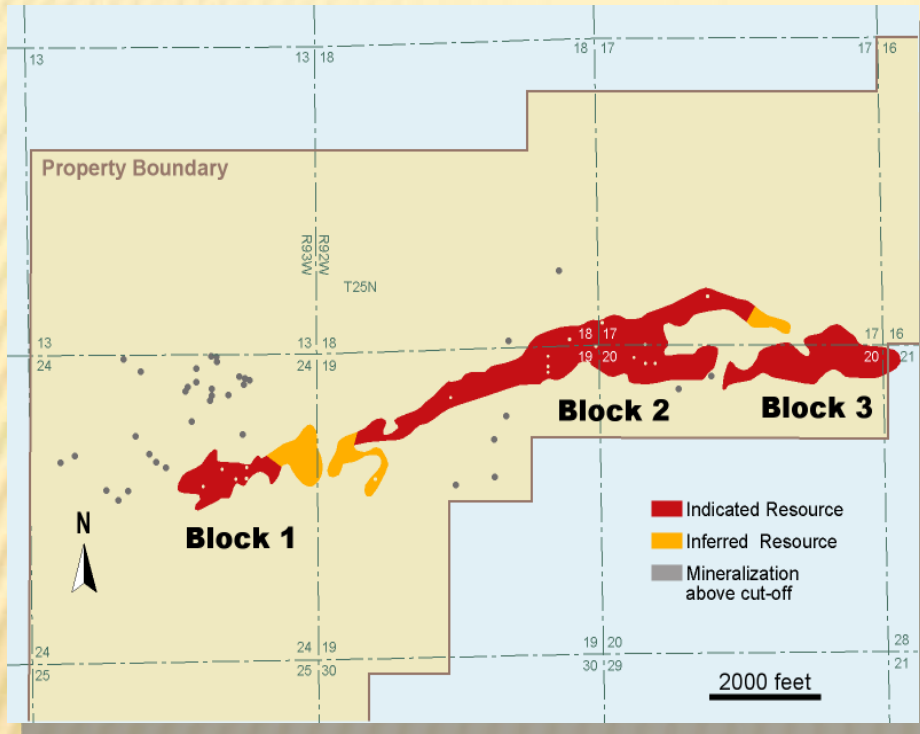 13
13 18
18 17
17 16
Property Boundary
R93W
R92W
T25N
13
24
13 18
24 19
18 17
19 20
17 16
20 21
Block 1
Block 2
Block 3
N
Indicated Resource
Inferred Resource
Mineralization
above cut-off
24
25
24 19
25 30
19 20
30 29
28
21
2000 feet